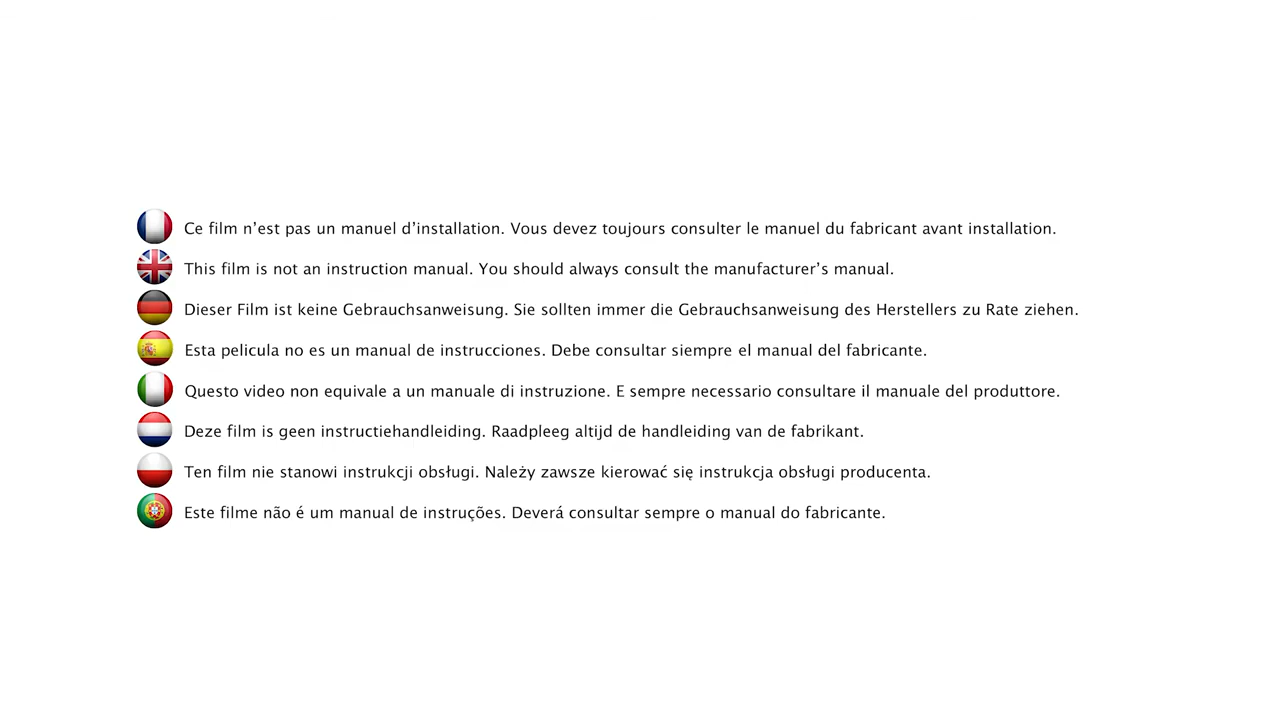 Ce film n’est pas un manuel d’installation. Vous devez toujours consulter le manuel du fabricant avant installation.
This film is not an instruction manual. You should always consult the manufacturer’s manual.
Dieser Film ist keine Gebrauchsanweisung. Sie sollten immer die Gebrauchsanweisung des Herstellers zu Rate ziehen.
Esta pelicula no es un manual de instrucciones. Debe consultar siempre el manual del fabricante.
Questo video non equivale a un manuale di instruzione. E sempre necessario consultare il manuale del produttore.
Deze film is geen instructiehandleiding. Raadpleeg altijd de handleiding van de fabrikant.
Ten film nie stanowi instrukcji obsługi. Należy zawsze kierować się instrukcja obsługi producenta.
Este filme não é um manual de instruções. Deverá consultar sempre o manual do fabricante.